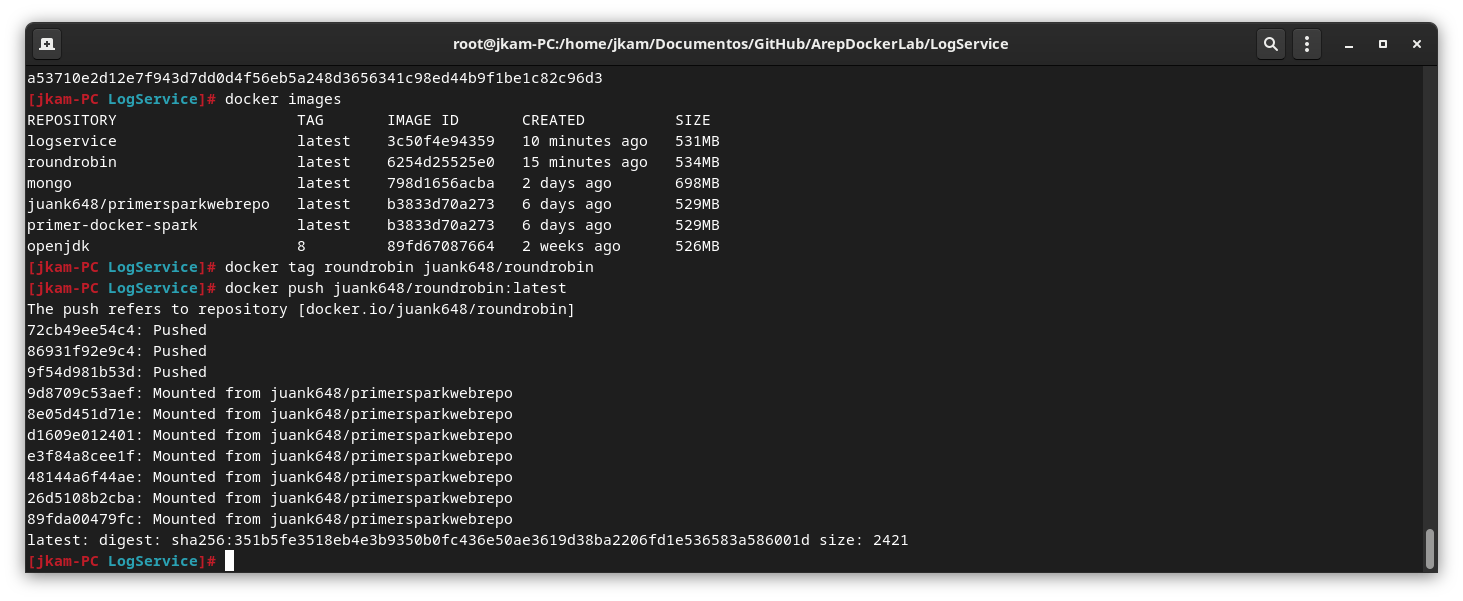 root@jkam-PC:/home/jkam/Documentos/GitHub/ArepDockerLab/LogService
a53710e2d12e7f943d7dd0d4f56eb5a248d3656341c98ed44b9f1be1c82c96d3
[jkam-PC LogService]# docker images
REPOSITORY                    TAG       IMAGE ID       CREATED          SIZE
logservice                    latest    3c50f4e94359   10 minutes ago   531MB
roundrobin                    latest    6254d25525e0   15 minutes ago   534MB
mongo                         latest    798d1656acba   2 days ago       698MB
juank648/primersparkwebrepo   latest    b3833d70a273   6 days ago       529MB
primer-docker-spark           latest    b3833d70a273   6 days ago       529MB
openjdk                       8         89fd67087664   2 weeks ago      526MB
[jkam-PC LogService]# docker tag roundrobin juank648/roundrobin
[jkam-PC LogService]# docker push juank648/roundrobin:latest
The push refers to repository [docker.io/juank648/roundrobin]
72cb49ee54c4: Pushed
86931f92e9c4: Pushed
9f54d981b53d: Pushed
9d8709c53aef: Mounted from juank648/primersparkwebrepo
8e05d451d71e: Mounted from juank648/primersparkwebrepo
d1609e012401: Mounted from juank648/primersparkwebrepo
e3f84a8cee1f: Mounted from juank648/primersparkwebrepo
48144a6f44ae: Mounted from juank648/primersparkwebrepo
26d5108b2cba: Mounted from juank648/primersparkwebrepo
89fda00479fc: Mounted from juank648/primersparkwebrepo
latest: digest: sha256:351b5fe3518eb4e3b9350b0fc436e50ae3619d38ba2206fd1e536583a586001d size: 2421
[jkam-PC LogService]#